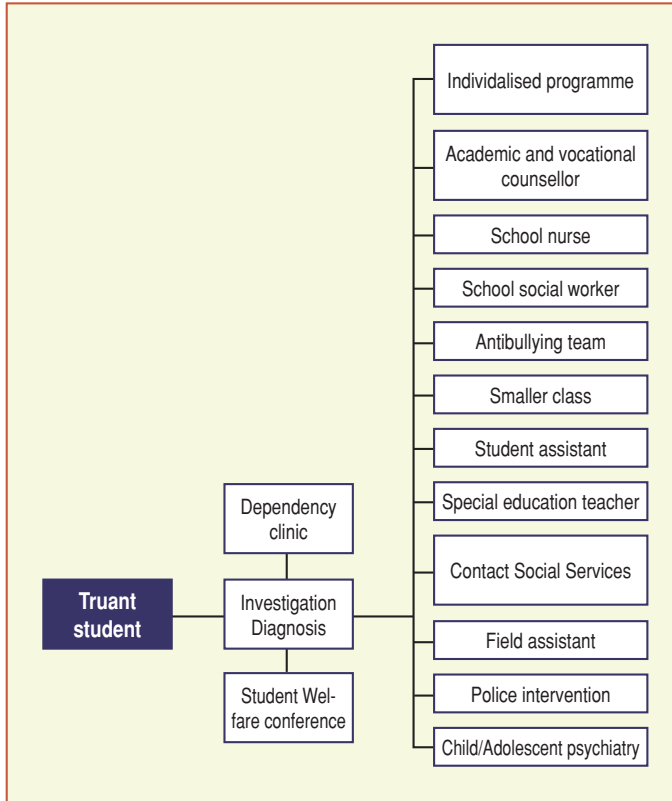 Individalised programme
Academic and vocational
counsellor
School nurse
School social worker
Antibullying team
Smaller class
Student assistant
Special education teacher
Contact Social Services
Field assistant
Police intervention
Child/Adolescent psychiatry
Dependency
clinic
Truant
student
Investigation
Diagnosis
Student Wel-
fare conference